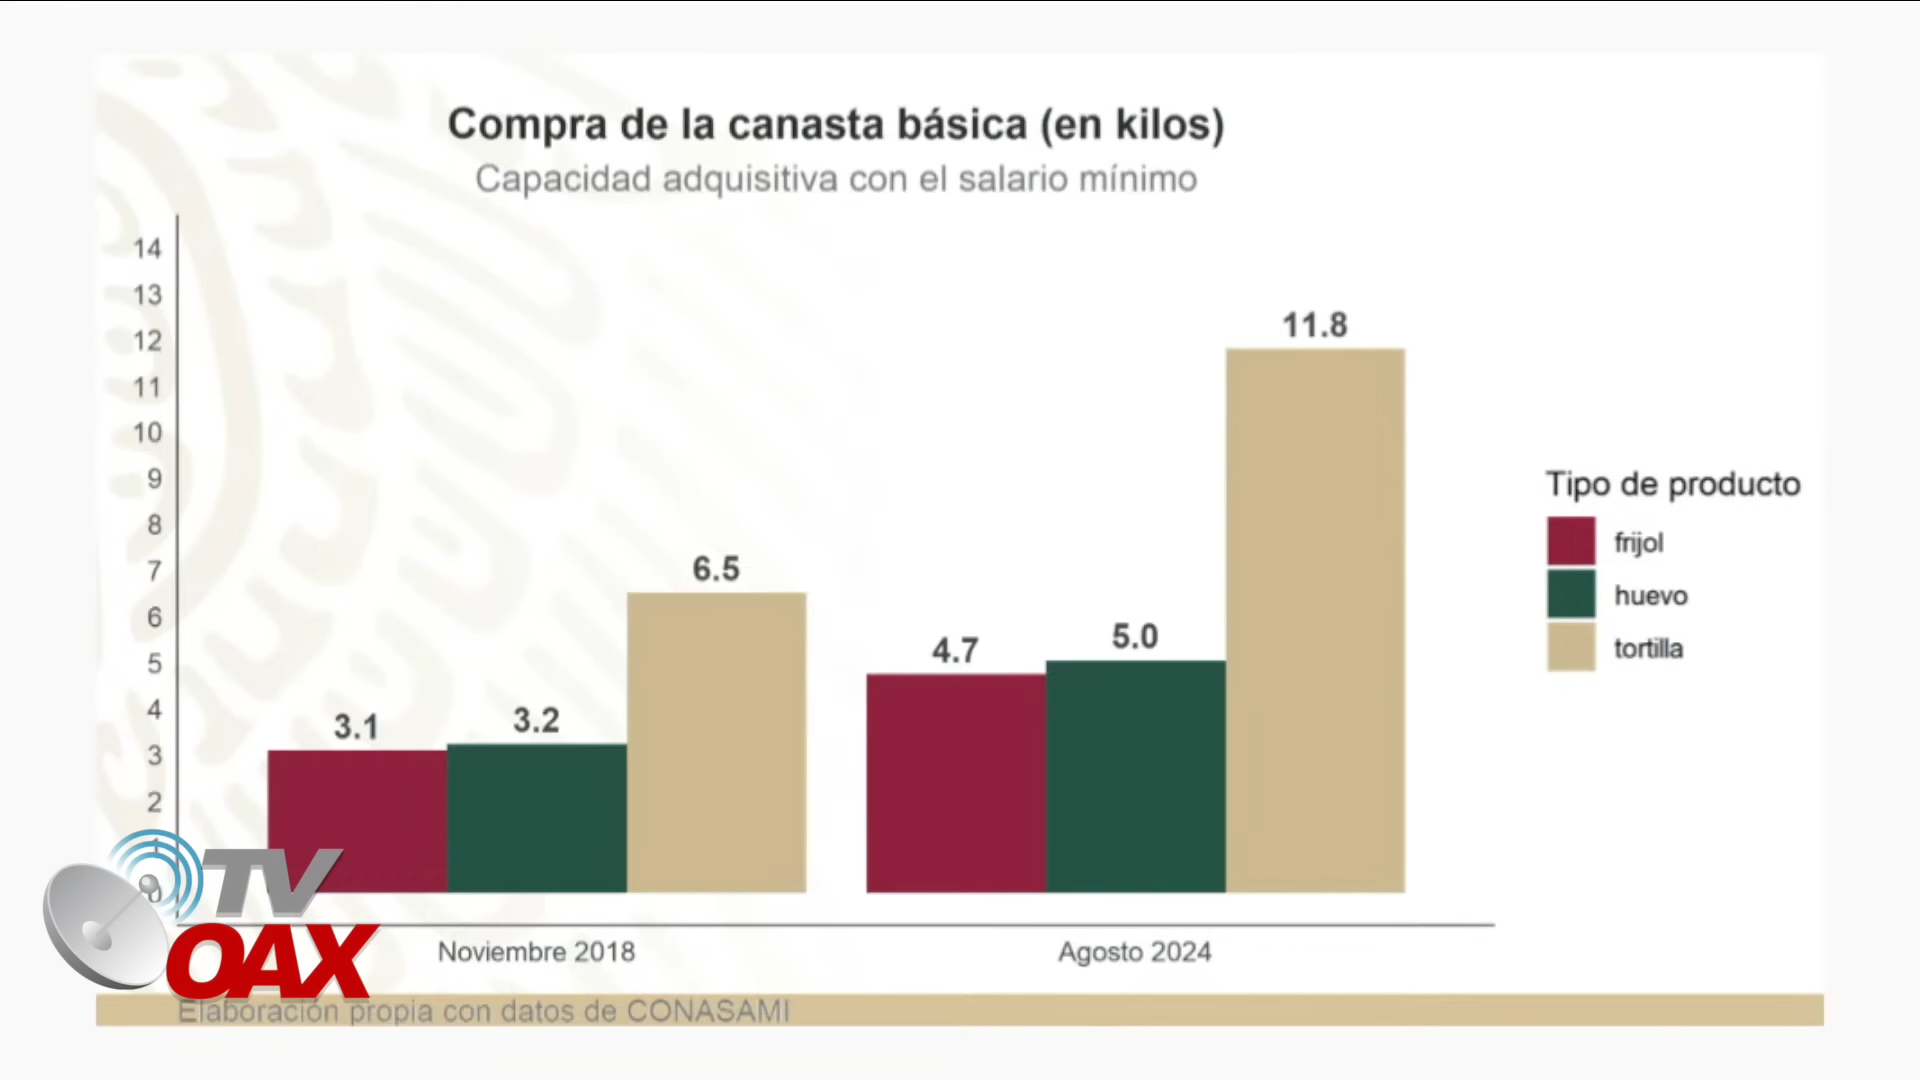 Compra de la canasta básica (en kilos)
Capacidad adquisitiva con el salario mínimo
14
13
12
11
10
9
8
7
6
5
4
3
2
0
3.1
3.2
6.5
4.7
5.0
11.8
Noviembre 2018
Agosto 2024
Tipo de producto
frijol
huevo
tortilla
TV
OAX
Elaboración propia con datos de CONASAMI